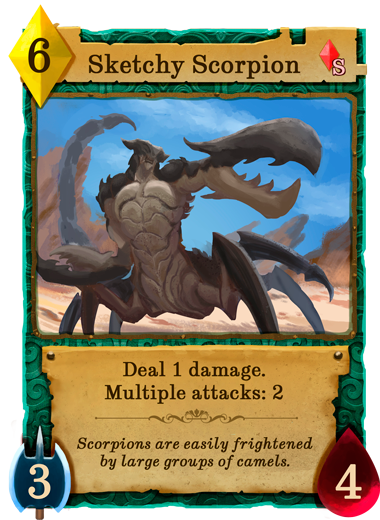 6
Sketchy Scorpion
S
Deal 1 damage.
Multiple attacks: 2
Scorpions are easily frightened
by large groups of camels.
3
4